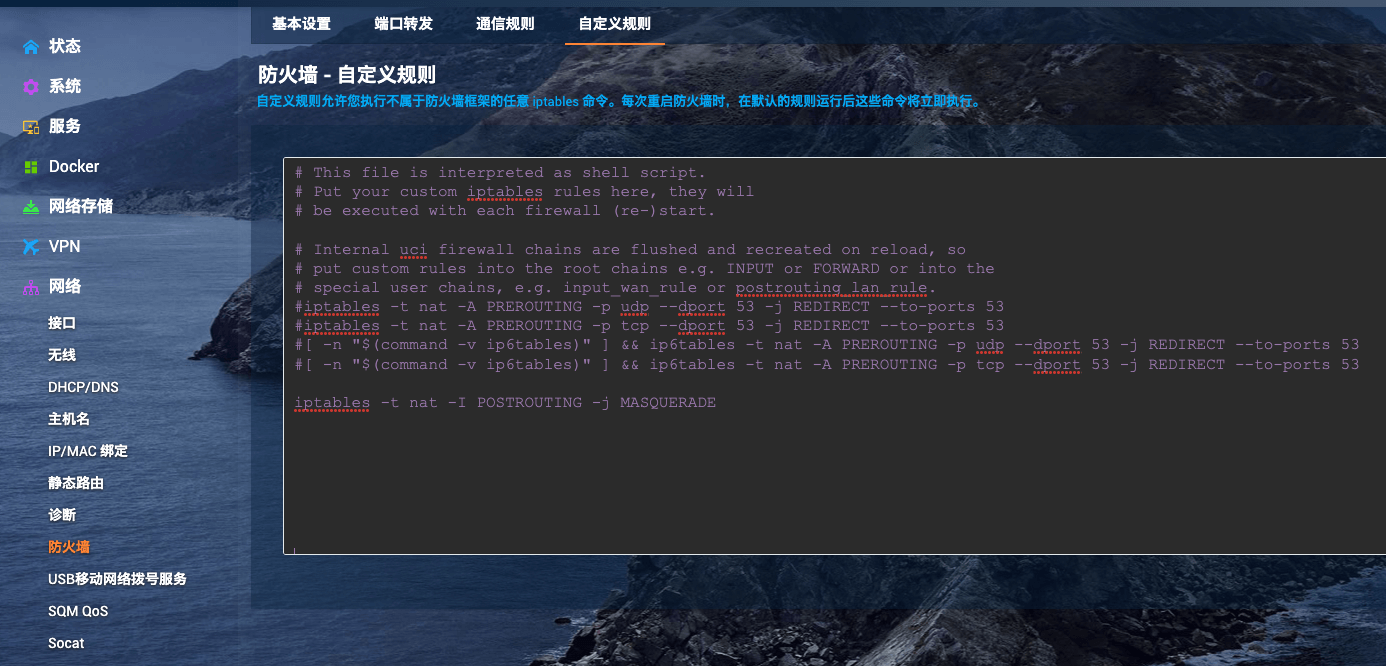 基本设置 端口转发 通信规则 自定义规则
状态
系统
服务
Docker
网络存储
VPN
网络
接口
无线
DHCP/DNS
主机名
IP/MAC 绑定
静态路由
诊断
防火墙
USB移动网络拨号服务
SQM QoS
Socat
防火墙 - 自定义规则
自定义规则允许您执行不属于防火墙框架的任意 iptables 命令。每次重启防火墙时，在默认的规则运行后这些命令将立即执行。
# This file is interpreted as shell script.
# Put your custom iptables rules here, they will
# be executed with each firewall (re-)start.
# Internal uci firewall chains are flushed and recreated on reload, so
# put custom rules into the root chains e.g. INPUT or FORWARD or into the
# special user chains, e.g. input_wan_rule or postrouting_lan_rule.
#iptables -t nat -A PREROUTING -p udp --dport 53 -j REDIRECT --to-ports 53
#iptables -t nat -A PREROUTING -p tcp --dport 53 -j REDIRECT --to-ports 53
#[ -n "$(command -v ip6tables)" ] && ip6tables -t nat -A PREROUTING -p udp --dport 53 -j REDIRECT --to-ports 53
#[ -n "$(command -v ip6tables)" ] && ip6tables -t nat -A PREROUTING -p tcp --dport 53 -j REDIRECT --to-ports 53
iptables -t nat -I POSTROUTING -j MASQUERADE